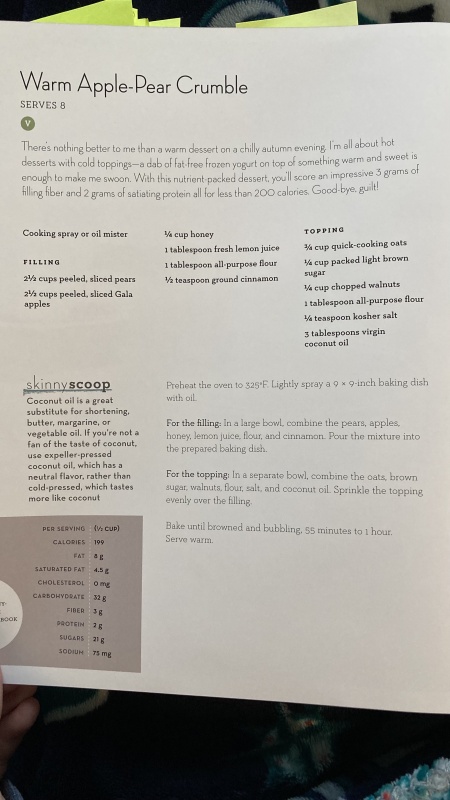 Warm Apple-Pear Crumble
SERVES 8
V
There's nothing better to me than a warm dessert on a chilly autumn evening. I'm all about hot
desserts with cold toppings—a dab of fat-free frozen yogurt on top of something warm and sweet is
enough to make me swoon. With this nutrient-packed dessert, you'll score an impressive 3 grams of
filling fiber and 2 grams of satiating protein all for less than 200 calories. Good-bye, guilt!
Cooking spray or oil mister
FILLING
2½ cups peeled, sliced pears
2½ cups peeled, sliced Gala
apples
¼ cup honey
1 tablespoon fresh lemon juice
1 tablespoon all-purpose flour
½ teaspoon ground cinnamon
TOPPING
¾ cup quick-cooking oats
¼ cup packed light brown
sugar
¼ cup chopped walnuts
1 tablespoon all-purpose flour
¼ teaspoon kosher salt
3 tablespoons virgin
coconut oil
skinnyscoop
Coconut oil is a great
substitute for shortening,
butter, margarine, or
vegetable oil. If you're not a
fan of the taste of coconut,
use expeller-pressed
coconut oil, which has a
neutral flavor, rather than
cold-pressed, which tastes
more like coconut
Preheat the oven to 325°F. Lightly spray a 9 × 9-inch baking dish
with oil.
For the filling: In a large bowl, combine the pears, apples,
honey, lemon juice, flour, and cinnamon. Pour the mixture into
the prepared baking dish.
For the topping: In a separate bowl, combine the oats, brown
sugar, walnuts, flour, salt, and coconut oil. Sprinkle the topping
evenly over the filling.
Bake until browned and bubbling, 55 minutes to 1 hour.
Serve warm.
PER SERVING (½ CUP)
CALORIES 199
FAT 8 g
SATURATED FAT 4.5 g
CHOLESTEROL 0 mg
CARBOHYDRATE 32 g
FIBER 3 g
PROTEIN 2 g
SUGARS 21 g
SODIUM 75 mg
BOOK